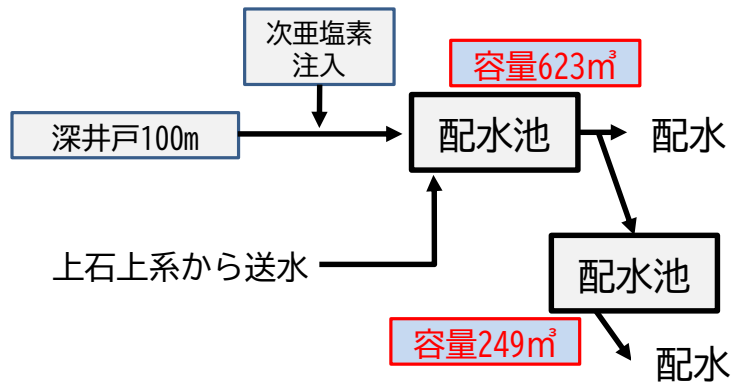 次亜塩素
注入
容量623㎥
深井戸100m
配水池
配水
上石上系から送水
配水池
容量249㎥
配水